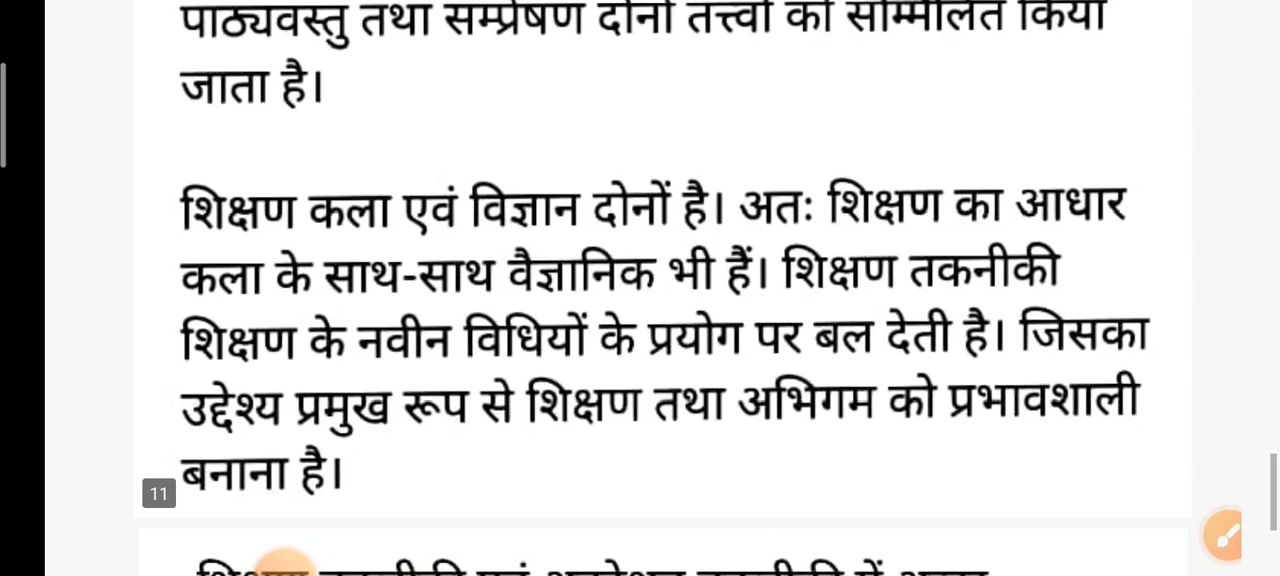 पाठ्यवस्तु तथा सम्प्रेषण दोनों तत्त्वों को सम्मिलित किया
जाता है।
शिक्षण कला एवं विज्ञान दोनों है। अतः शिक्षण का आधार
कला के साथ-साथ वैज्ञानिक भी हैं। शिक्षण तकनीकी
शिक्षण के नवीन विधियों के प्रयोग पर बल देती है। जिसका
उद्देश्य प्रमुख रूप से शिक्षण तथा अभिगम को प्रभावशाली
बनाना है।
11